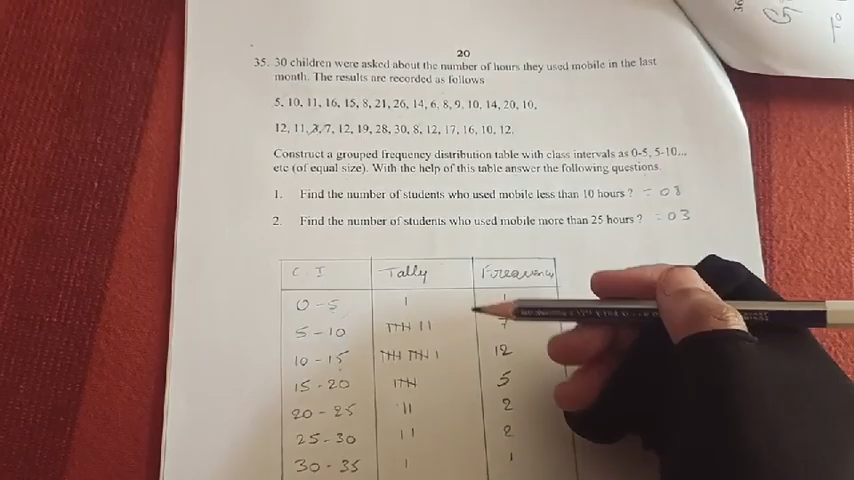 20
35. 30 children were asked about the number of hours they used mobile in the last
month. The results are recorded as follows
5, 10, 11, 16, 15, 8, 21, 26, 14, 6, 8, 9, 10, 14, 20, 10,
12, 11, 3, 7, 12, 19, 28, 30, 8, 12, 17, 16, 10, 12.
Construct a grouped frequency distribution table with class intervals as 0-5, 5-10...
etc (of equal size). With the help of this table answer the following questions.
1. Find the number of students who used mobile less than 10 hours ? = 08
2. Find the number of students who used mobile more than 25 hours ? = 03
C. I Tally
0 - 5 1
5 - 10 7
10 - 15 12
15 - 20 5
20 - 25 2
25 - 30 2
30 - 35 1
To